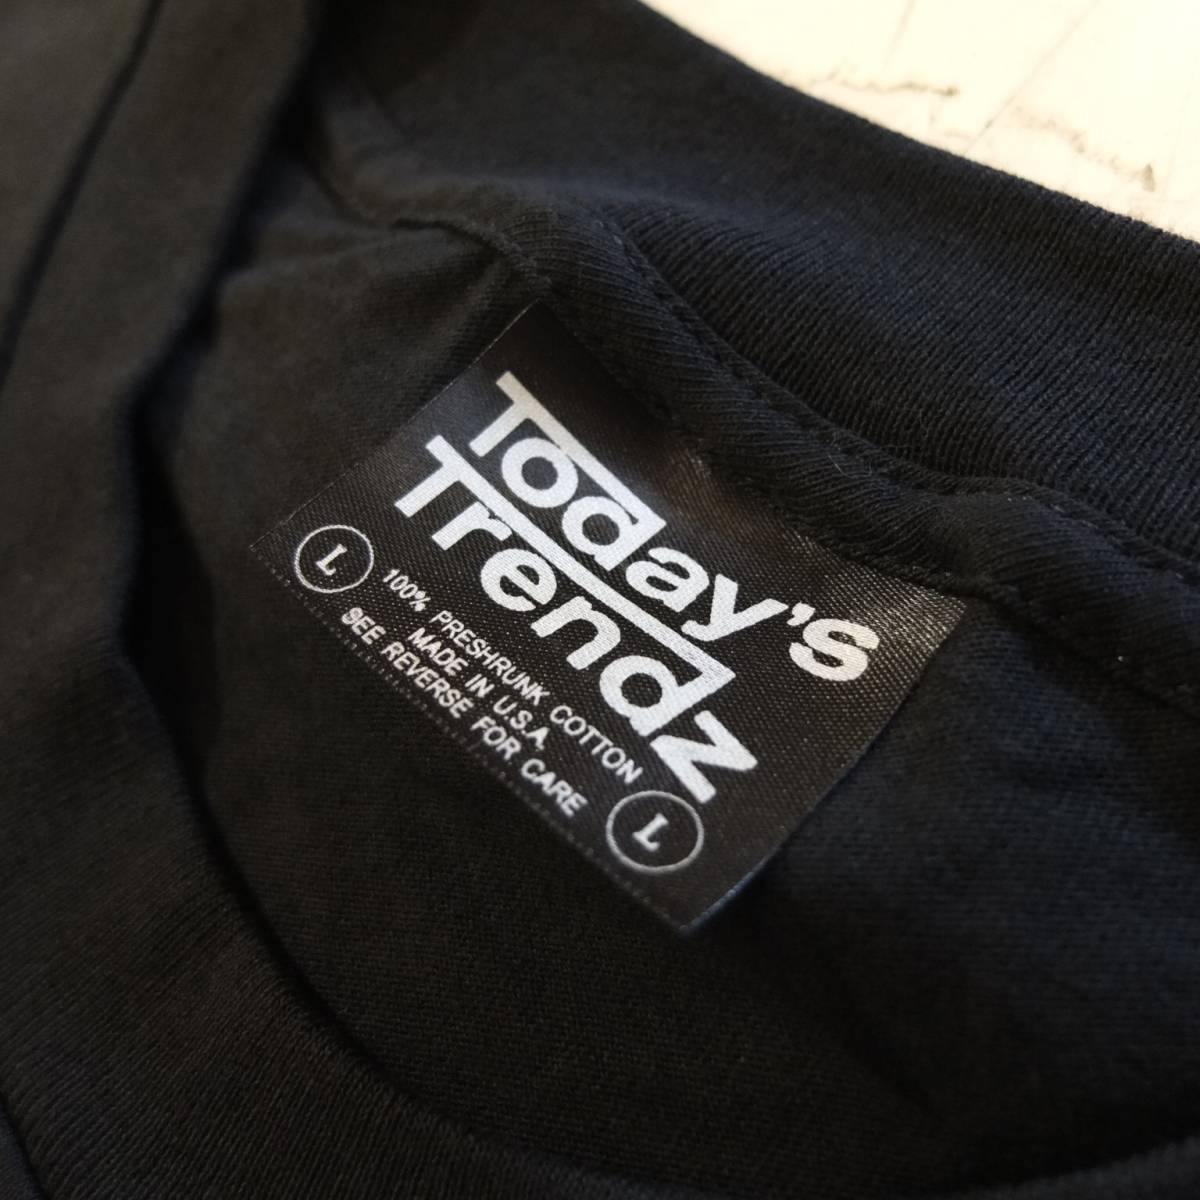 Today's
Trendz
L
100% PRESHRUNK COTTON
MADE IN U.S.A.
SEE REVERSE FOR CARE
L